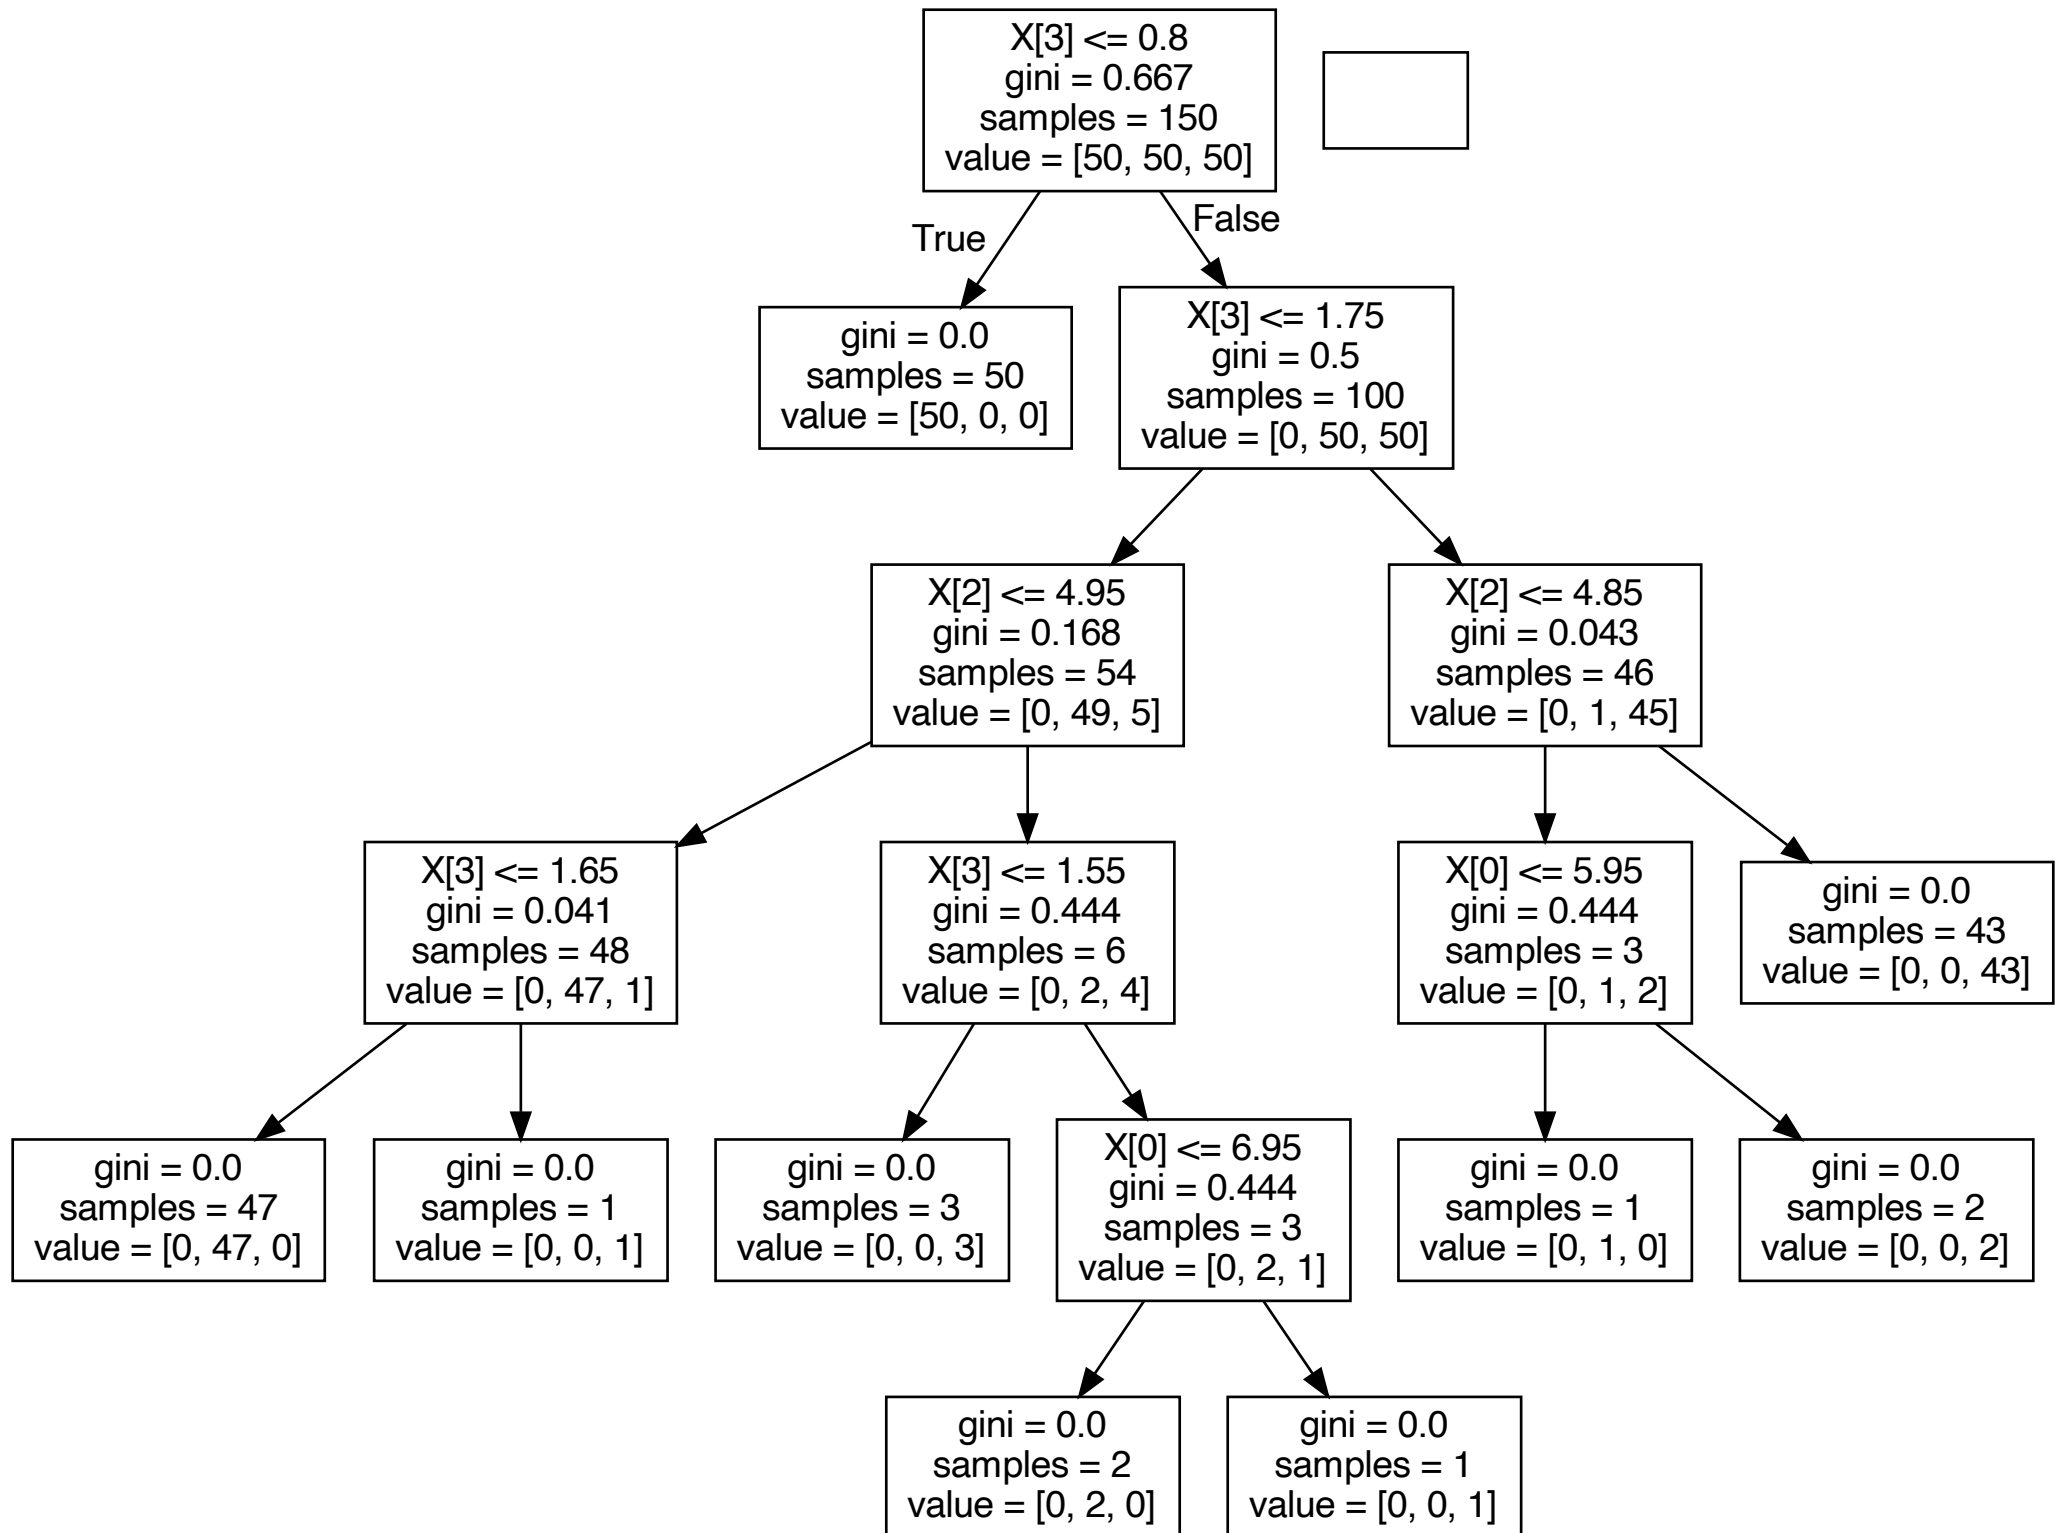 X[3] <= 0.8
gini = 0.667
samples = 150
value = [50, 50, 50]
True
False
gini = 0.0
samples = 50
value = [50, 0, 0]
X[3] <= 1.75
gini = 0.5
samples = 100
value = [0, 50, 50]
X[2] <= 4.95
gini = 0.168
samples = 54
value = [0, 49, 5]
X[2] <= 4.85
gini = 0.043
samples = 46
value = [0, 1, 45]
X[3] <= 1.65
gini = 0.041
samples = 48
value = [0, 47, 1]
X[3] <= 1.55
gini = 0.444
samples = 6
value = [0, 2, 4]
X[0] <= 5.95
gini = 0.444
samples = 3
value = [0, 1, 2]
gini = 0.0
samples = 43
value = [0, 0, 43]
gini = 0.0
samples = 47
value = [0, 47, 0]
gini = 0.0
samples = 1
value = [0, 0, 1]
gini = 0.0
samples = 3
value = [0, 0, 3]
X[0] <= 6.95
gini = 0.444
samples = 3
value = [0, 2, 1]
gini = 0.0
samples = 1
value = [0, 1, 0]
gini = 0.0
samples = 2
value = [0, 0, 2]
gini = 0.0
samples = 2
value = [0, 2, 0]
gini = 0.0
samples = 1
value = [0, 0, 1]